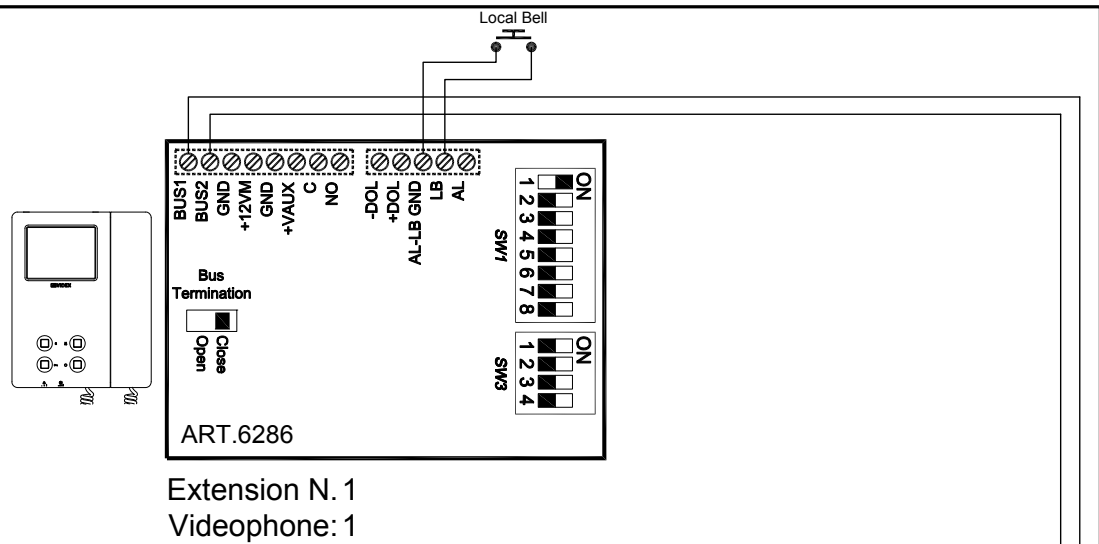 Local Bell
BUS1
BUS2
GND
+12VM
GND
+VAUX
C
NO
-DOL
+DOL
AL-LB GND
LB
AL
SW1
1 ON
2
3
4
5
6
7
8
Bus
Termination
Open
Close
SW3
1 ON
2
3
4
ART.6286
Extension N. 1
Videophone: 1